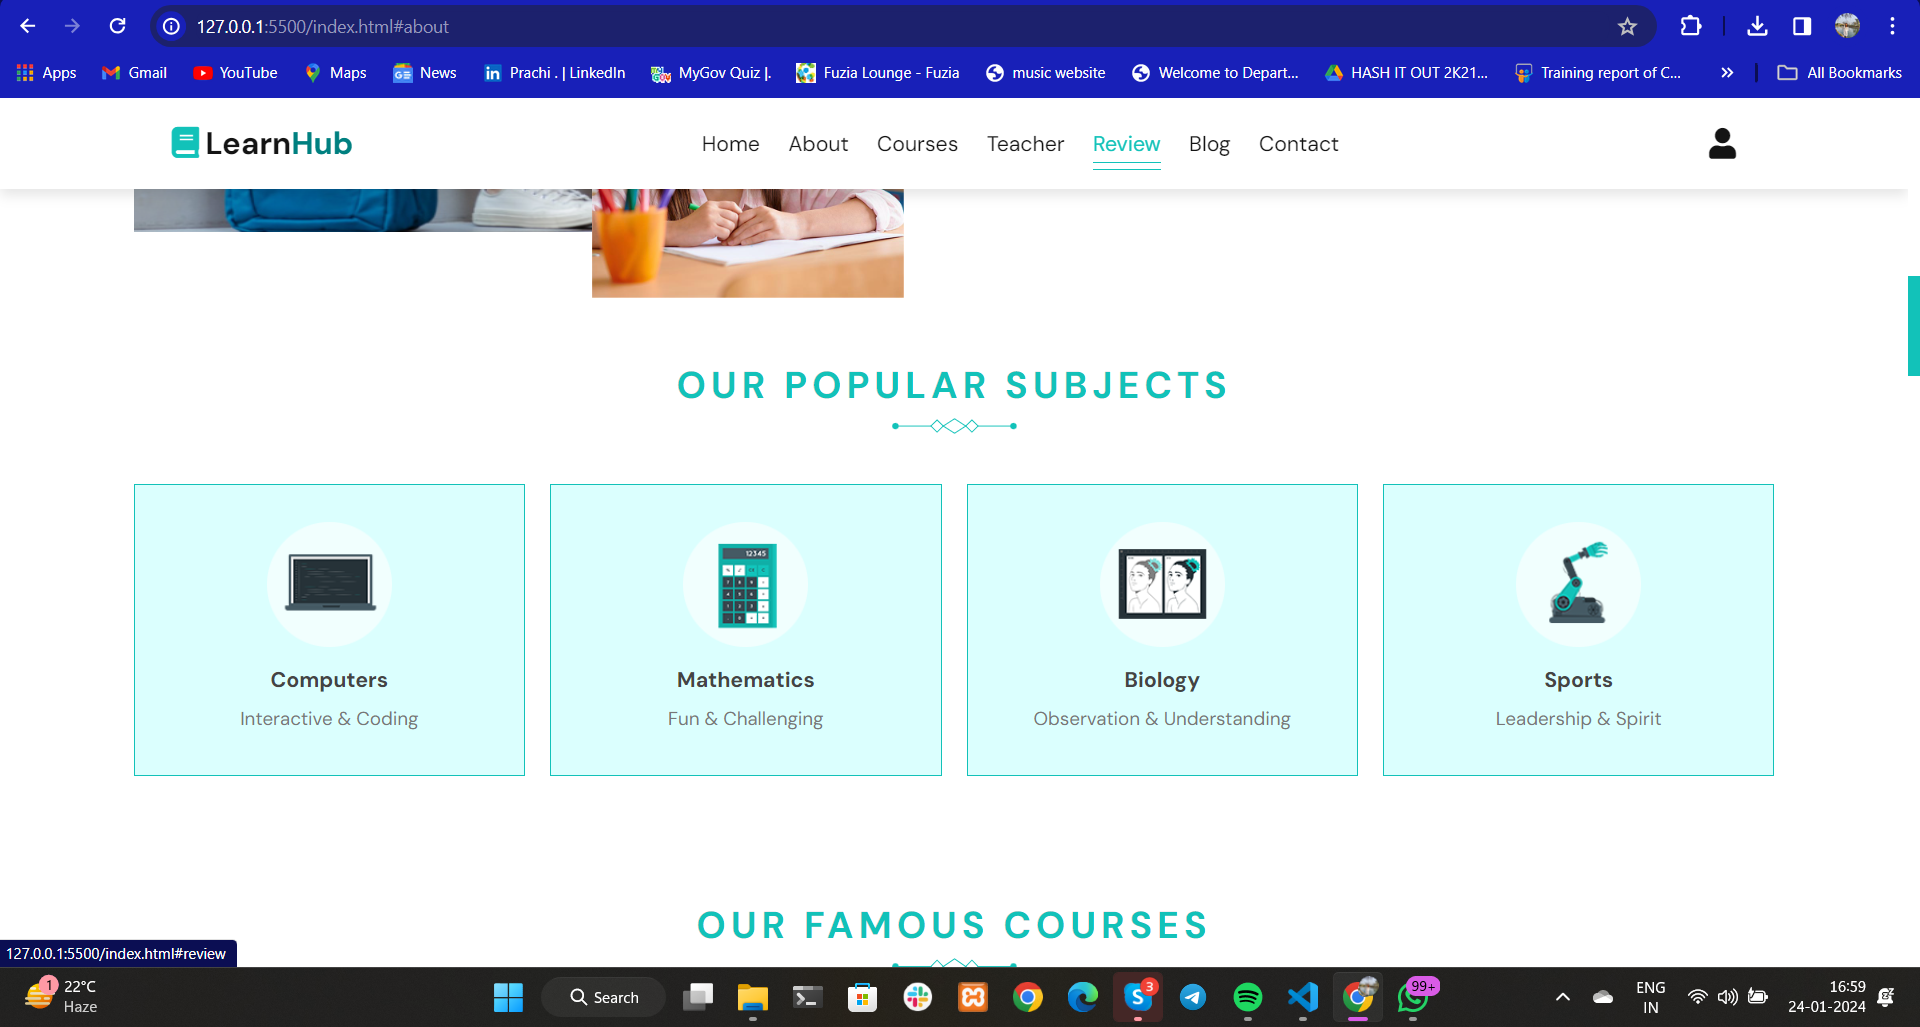 127.0.0.1:5500/index.html#about
Apps Gmail YouTube Maps News Prachi . | LinkedIn MyGov Quiz |. Fuzia Lounge - Fuzia music website Welcome to Depart... HASH IT OUT 2K21... Training report of C... All Bookmarks
LearnHub Home About Courses Teacher Review Blog Contact
OUR POPULAR SUBJECTS
12345
Computers Mathematics Biology Sports
Interactive & Coding Fun & Challenging Observation & Understanding Leadership & Spirit
OUR FAMOUS COURSES
127.0.0.1:5500/index.html#review
1 22°C
Haze
Search
3
99+
ENG
IN
16:59
24-01-2024